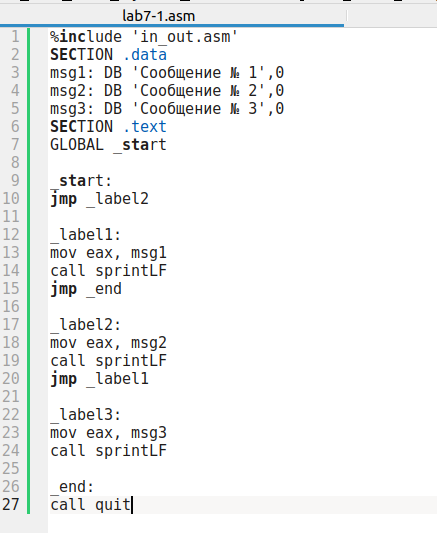 lab7-1.asm
1 %include 'in_out.asm'
2 SECTION .data
3 msg1: DB 'Сообщение № 1',0
4 msg2: DB 'Сообщение № 2',0
5 msg3: DB 'Сообщение № 3',0
6 SECTION .text
7 GLOBAL _start
8
9 _start:
10 jmp _label2
11
12 _label1:
13 mov eax, msg1
14 call sprintLF
15 jmp _end
16
17 _label2:
18 mov eax, msg2
19 call sprintLF
20 jmp _label1
21
22 _label3:
23 mov eax, msg3
24 call sprintLF
25
26 _end:
27 call quit